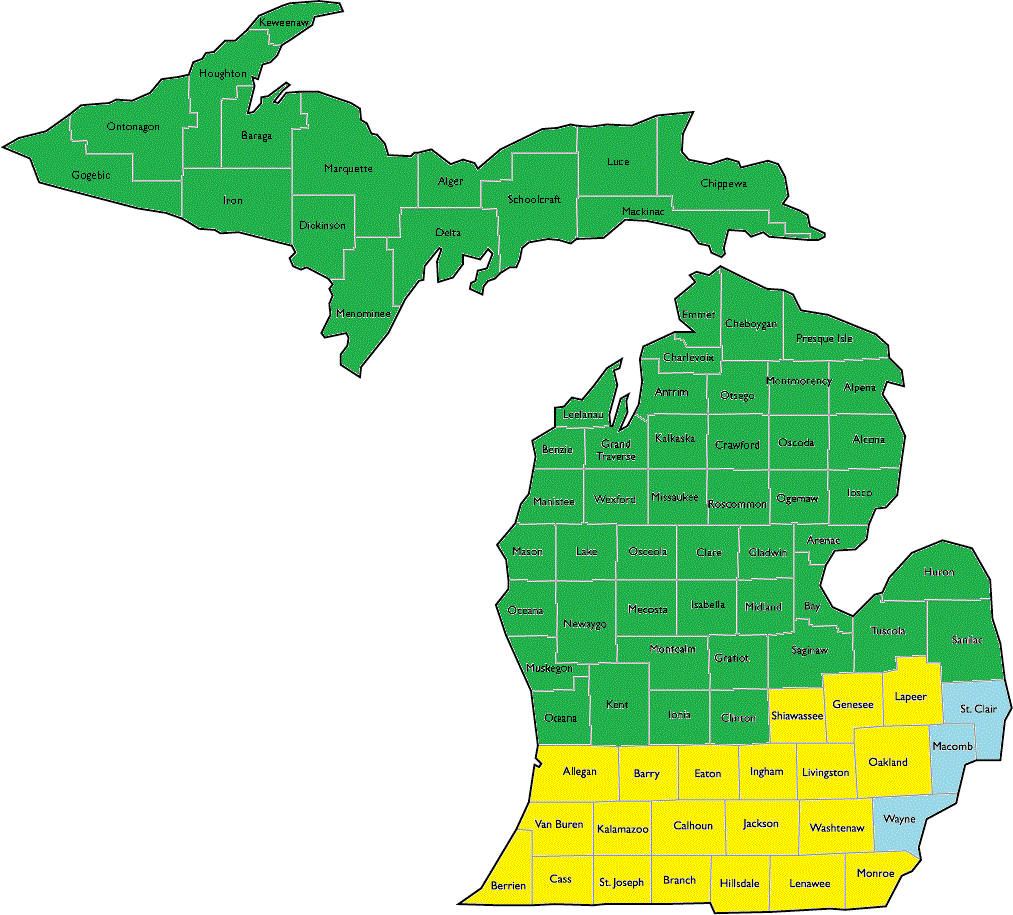 Keweenaw
Houghton
Ontonagon
Baraga
Gogebic
Marquette
Iron
Alger
Luce
Chippewa
Schoolcraft
Mackinac
Dickinson
Delta
Menominee
Emmet
Cheboygan
Presque Isle
Charlevoix
Antrim
Otsego
Montmorency
Alpena
Leelanau
Benzie
Grand
Traverse
Kalkaska
Crawford
Oscoda
Alcona
Manistee
Wexford
Missaukee
Roscommon
Ogemaw
Iosco
Mason
Lake
Osceola
Clare
Gladwin
Arenac
Huron
Oceana
Newaygo
Mecosta
Isabella
Midland
Bay
Tuscola
Sanilac
Muskegon
Montcalm
Gratiot
Saginaw
Oceana
Kent
Ionia
Clinton
Shiawassee
Genesee
Lapeer
St. Clair
Allegan
Barry
Eaton
Ingham
Livingston
Oakland
Macomb
Van Buren
Kalamazoo
Calhoun
Jackson
Washtenaw
Wayne
Berrien
Cass
St. Joseph
Branch
Hillsdale
Lenawee
Monroe